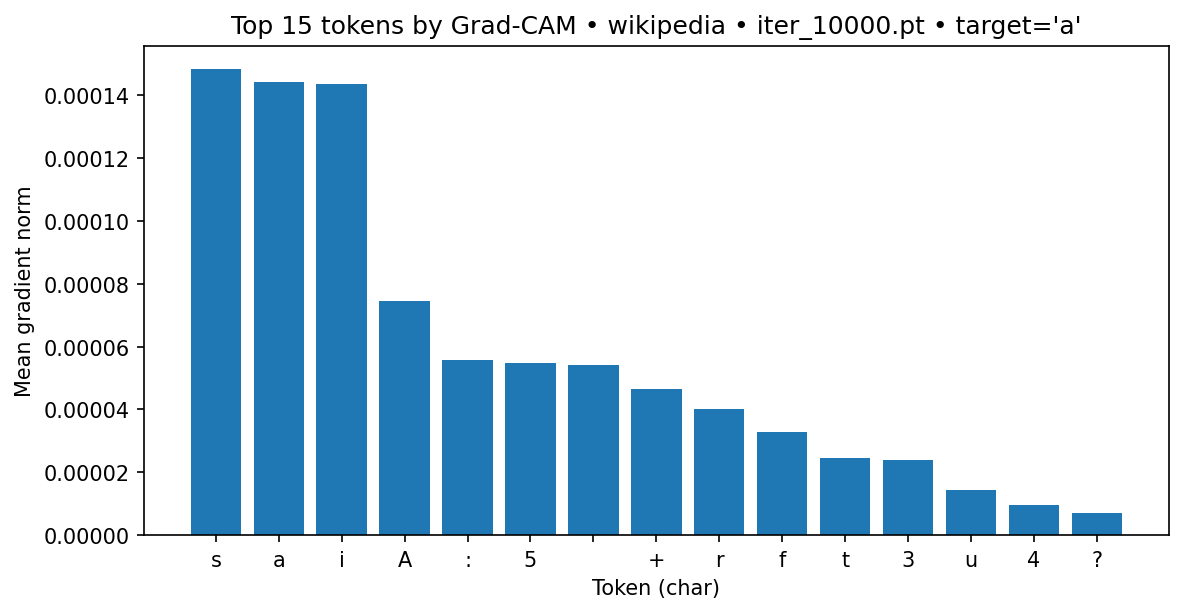 Top 15 tokens by Grad-CAM • wikipedia • iter_10000.pt • target='a'
Mean gradient norm
0.00014
0.00012
0.00010
0.00008
0.00006
0.00004
0.00002
0.00000
s a i A : 5 + r f t 3 u 4 ?
Token (char)